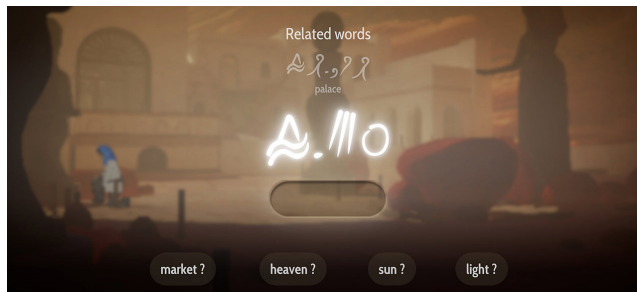 Related words
palace
market ?
heaven ?
sun ?
light ?